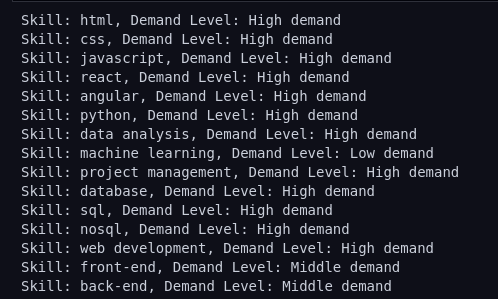 Skill: html, Demand Level: High demand
Skill: css, Demand Level: High demand
Skill: javascript, Demand Level: High demand
Skill: react, Demand Level: High demand
Skill: angular, Demand Level: High demand
Skill: python, Demand Level: High demand
Skill: data analysis, Demand Level: High demand
Skill: machine learning, Demand Level: Low demand
Skill: project management, Demand Level: High demand
Skill: database, Demand Level: High demand
Skill: sql, Demand Level: High demand
Skill: nosql, Demand Level: High demand
Skill: web development, Demand Level: High demand
Skill: front-end, Demand Level: Middle demand
Skill: back-end, Demand Level: Middle demand